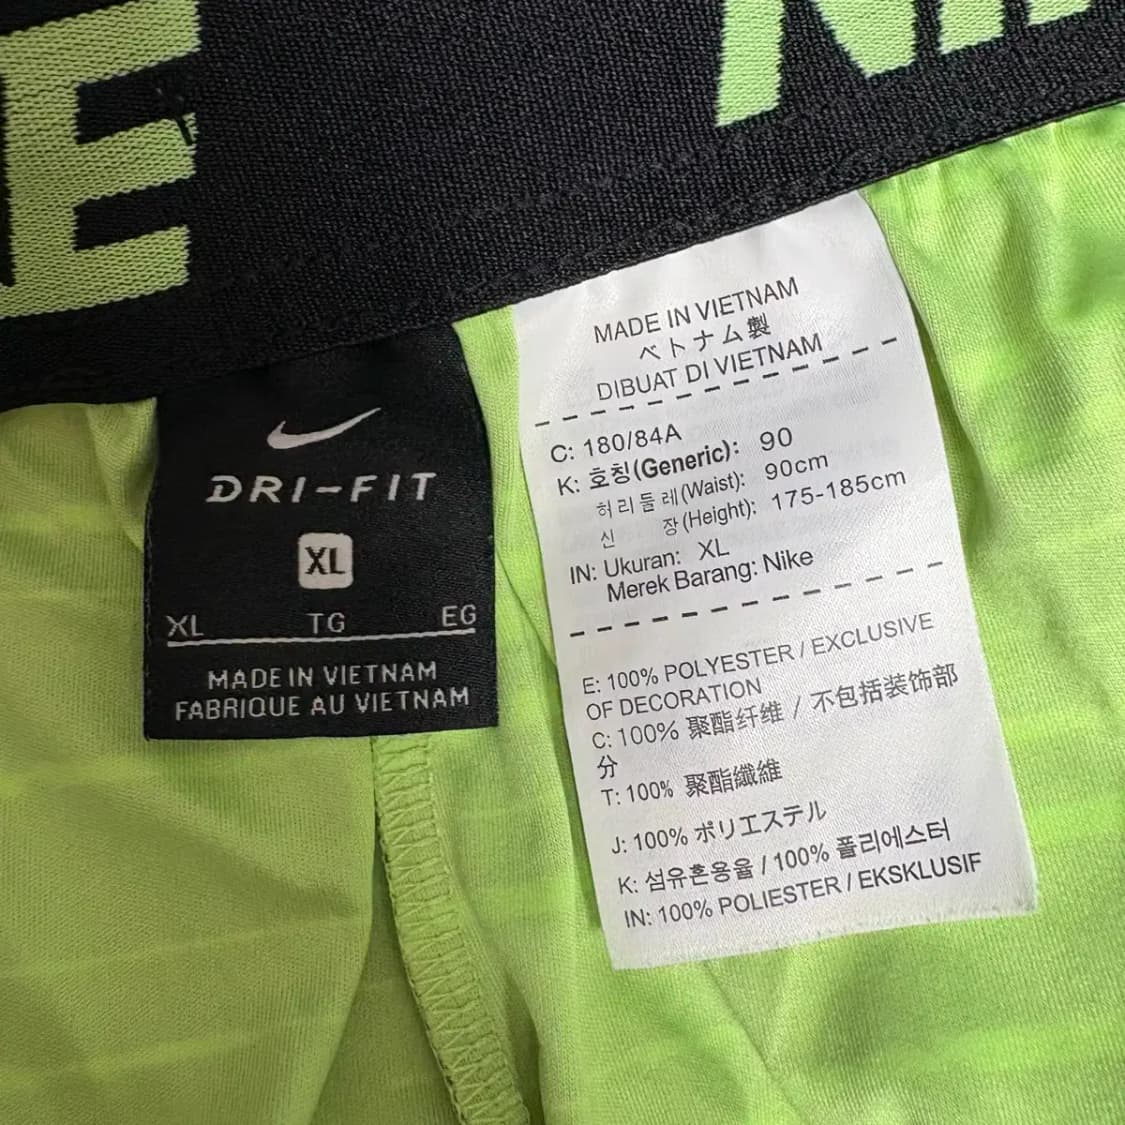 E
NI
MADE IN VIETNAM
ベトナム製
DIBUAT DI VIETNAM
C: 180/84A
K: 호칭(Generic): 90
허리둘레(Waist): 90cm
신 장(Height): 175-185cm
IN: Ukuran: XL
Merek Barang: Nike
E: 100% POLYESTER / EXCLUSIVE
OF DECORATION
C: 100% 聚酯纤维 / 不包括装饰部
分
T: 100% 聚酯纖維
J: 100% ポリエステル
K: 섬유혼용율 / 100% 폴리에스터
IN: 100% POLIESTER / EKSKLUSIF
DRI-FIT
XL
XL TG EG
MADE IN VIETNAM
FABRIQUE AU VIETNAM